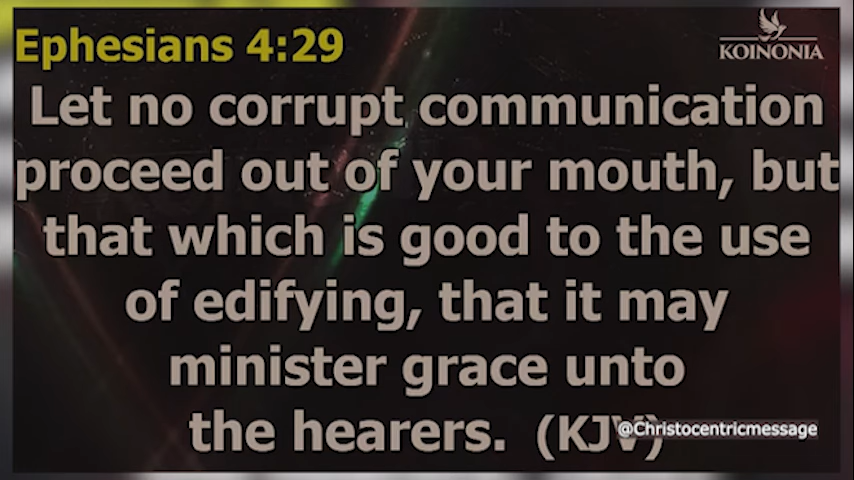 Ephesians 4:29
KOINONIA
Let no corrupt communication
proceed out of your mouth, but
that which is good to the use
of edifying, that it may
minister grace unto
the hearers. (KJV)
@Christocentricmessage